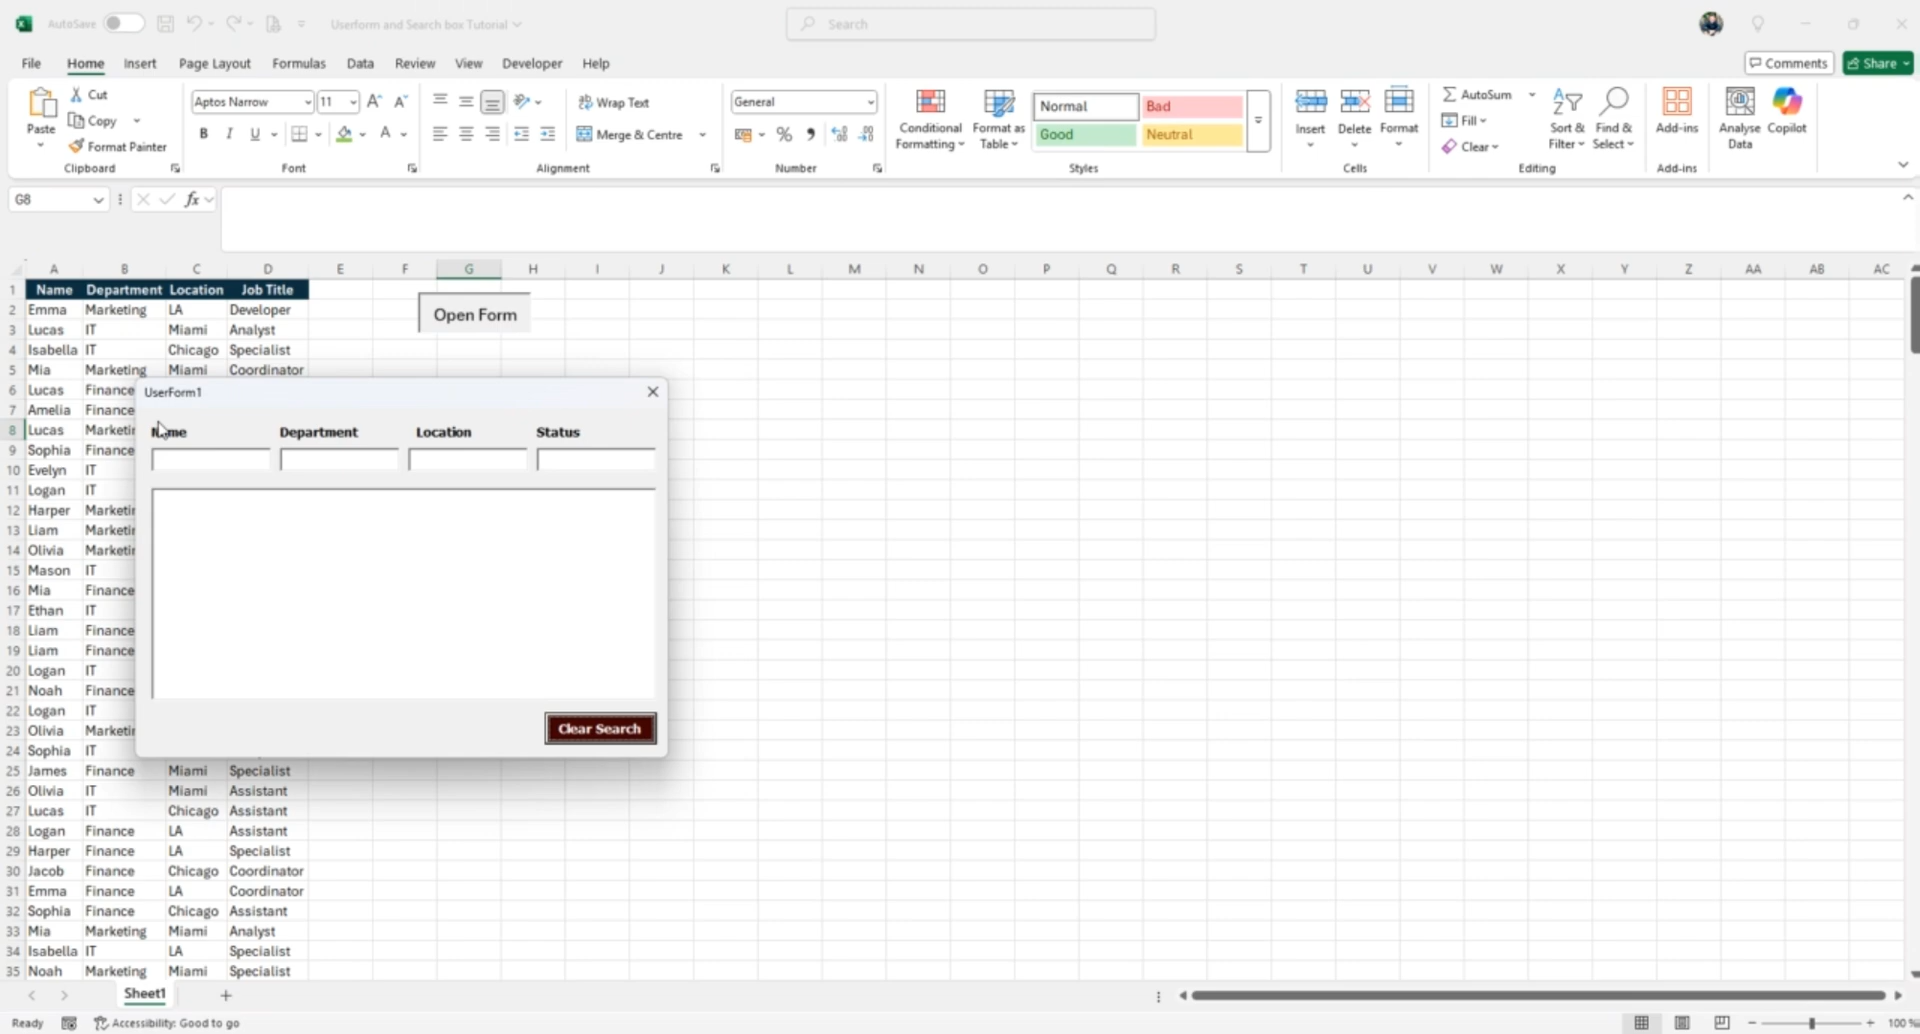 AutoSave Userform and Search box Tutorial Search
File Home Insert Page Layout Formulas Data Review View Developer Help Comments Share
Paste Cut Copy Format Painter
Aptos Narrow 11
B I U
Wrap Text
Merge & Centre
General
% 9
Conditional Formatting
Format as Table
Normal Bad
Good Neutral
Insert Delete Format
AutoSum
Fill
Clear
Sort & Filter
Find & Select
Add-ins
Analyse Data
Copilot
Clipboard Font Alignment Number Styles Cells Editing Add-ins
G8 fx
A B C D E F G H I J K L M N O P Q R S T U V W X Y Z AA AB AC
1 Name Department Location Job Title
2 Emma Marketing LA Developer
Open Form
3 Lucas IT Miami Analyst
4 Isabella IT Chicago Specialist
5 Mia Marketing Miami Coordinator
6 Lucas Finance
UserForm1
7 Amelia Finance
8 Lucas Marketi
Name Department Location Status
9 Sophia Finance
10 Evelyn IT
11 Logan IT
12 Harper Marketi
13 Liam Marketi
14 Olivia Marketi
15 Mason IT
16 Mia Finance
17 Ethan IT
18 Liam Finance
19 Liam Finance
20 Logan IT
21 Noah Finance
22 Logan IT
23 Olivia Marketi
Clear Search
24 Sophia IT
25 James Finance Miami Specialist
26 Olivia IT Miami Assistant
27 Lucas IT Chicago Assistant
28 Logan Finance LA Assistant
29 Harper Finance LA Specialist
30 Jacob Finance Chicago Coordinator
31 Emma Finance LA Coordinator
32 Sophia Finance Chicago Assistant
33 Mia Marketing Miami Analyst
34 Isabella IT LA Specialist
35 Noah Marketing Miami Specialist
Sheet1
Ready Accessibility: Good to go 100%